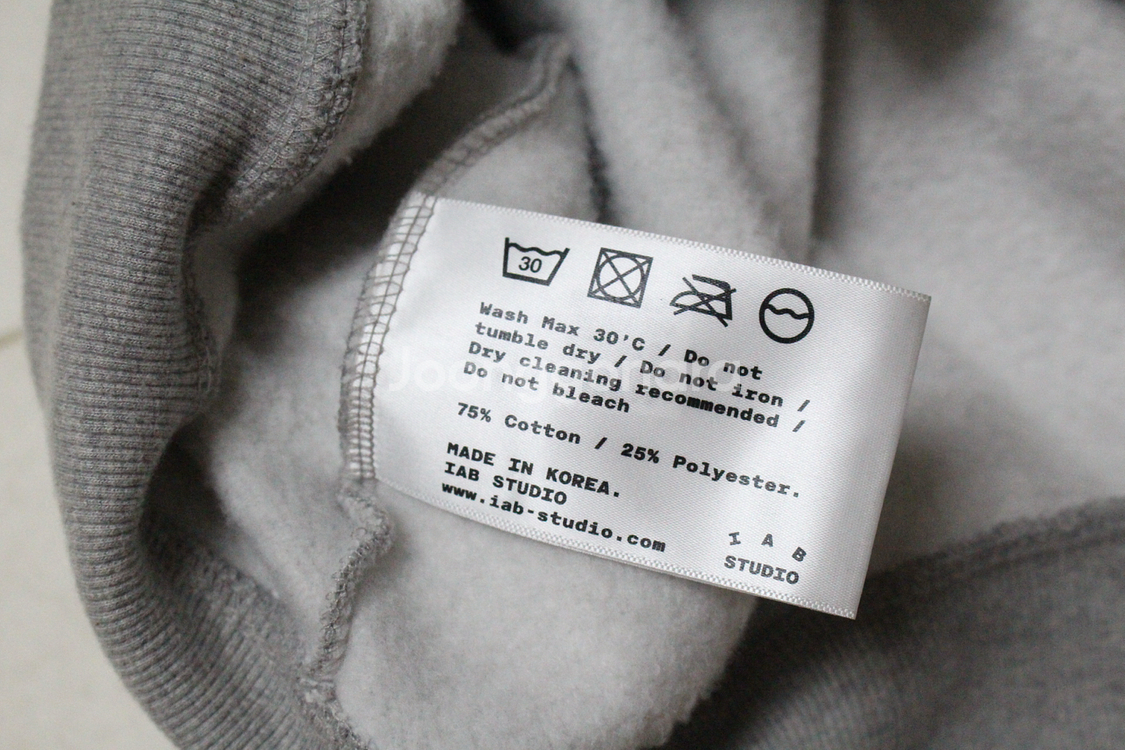 30
Wash Max 30'C / Do not
tumble dry / Do not iron /
Dry cleaning recommended /
Do not bleach
75% Cotton / 25% Polyester.
MADE IN KOREA.
IAB STUDIO
www.iab-studio.com
IAB
STUDIO